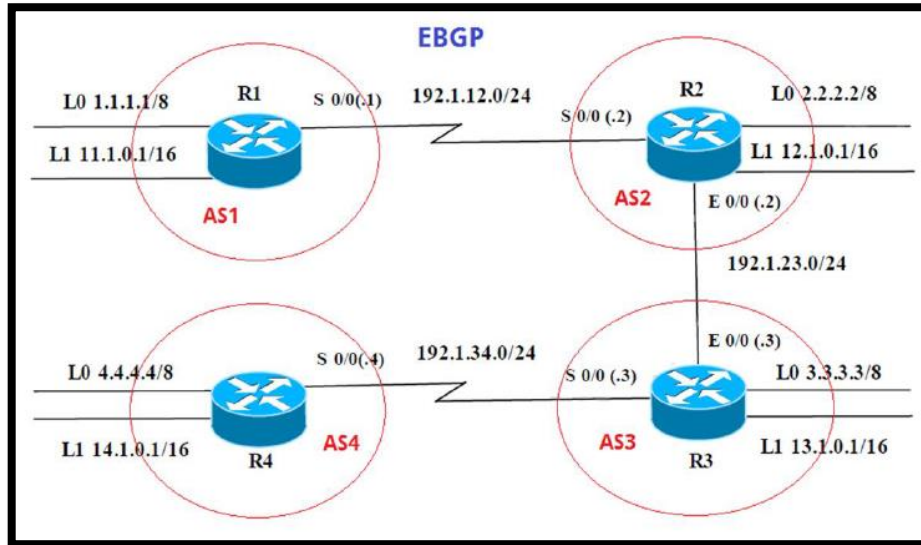 EBGP
L0 1.1.1.1/8
R1
S 0/0(.1)
192.1.12.0/24
S 0/0 (.2)
R2
L0 2.2.2.2/8
L1 11.1.0.1/16
L1 12.1.0.1/16
AS1
AS2
E 0/0 (.2)
192.1.23.0/24
L0 4.4.4.4/8
S 0/0(.4)
192.1.34.0/24
S 0/0 (.3)
E 0/0 (.3)
L0 3.3.3.3/8
L1 14.1.0.1/16
R4
AS4
AS3
R3
L1 13.1.0.1/16